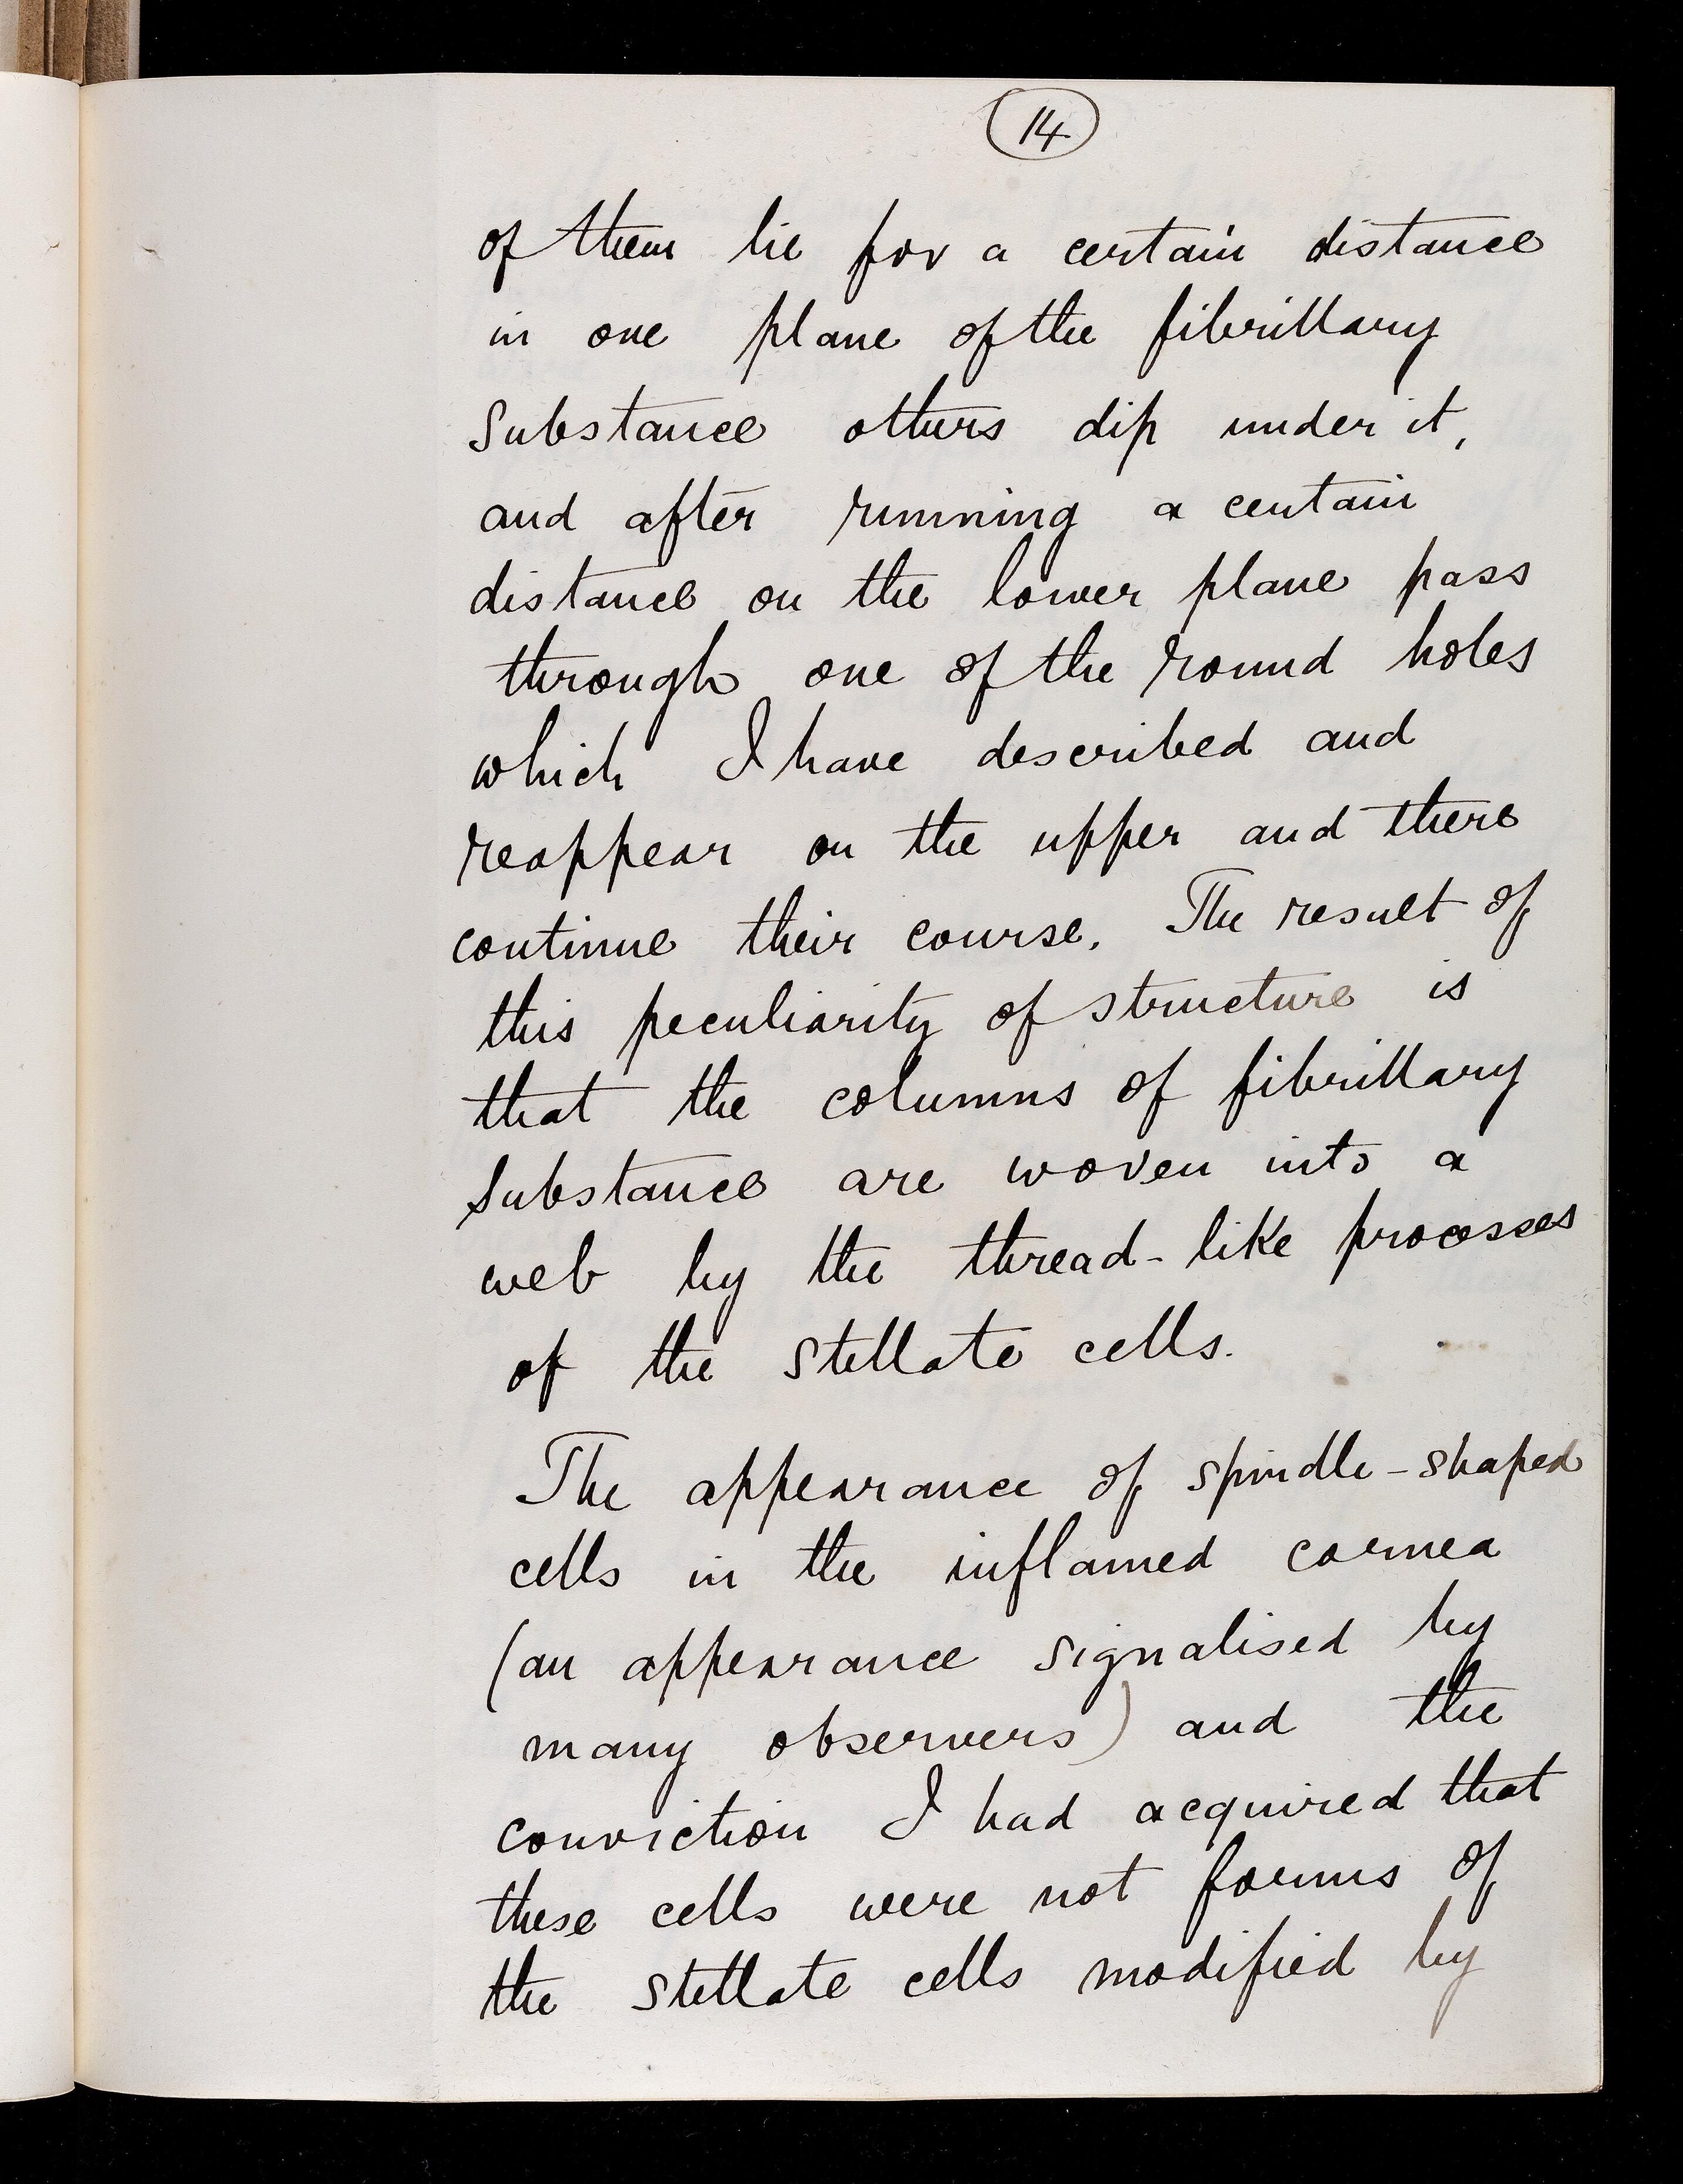 14
of them lie for a certain distance
in one plane of the fibrillary
substance others dip under it,
and after running a certain
distance on the lower plane pass
through one of the round holes
which I have described and
reappear on the upper and there
continue their course. The result of
this peculiarity of structure is
that the columns of fibrillary
substance are woven into a
web by the thread-like processes
of the stellate cells.
The appearance of spindle-shaped
cells in the inflamed cornea
(an appearance signalised by
many observers) and the
conviction I had acquired that
these cells were not forms of
the stellate cells modified by